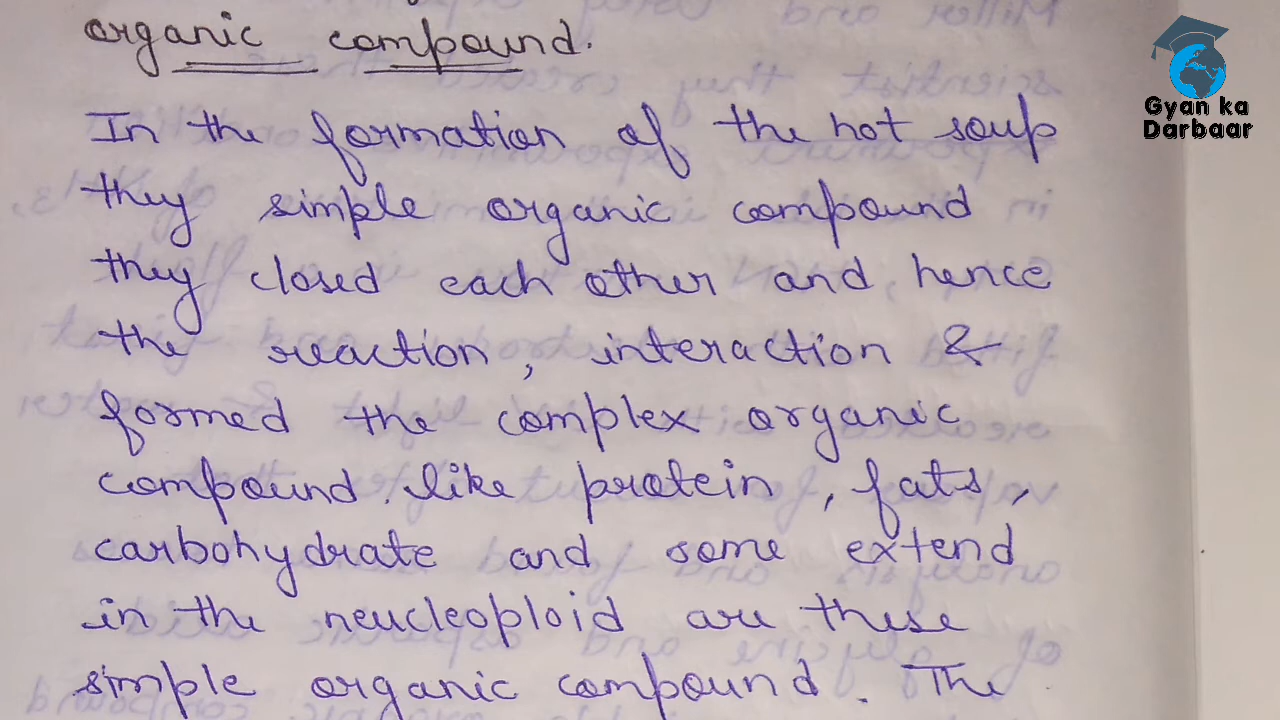 organic compound.
Gyan ka
Darbaar
In the formation of the hot soup
they simple organic compound
they closed each other and, hence
the reaction, interaction &
formed the complex organic
compound. like protein, fats,
carbohydrate and some extend
in the neucleoploid are these
simple organic compound. The